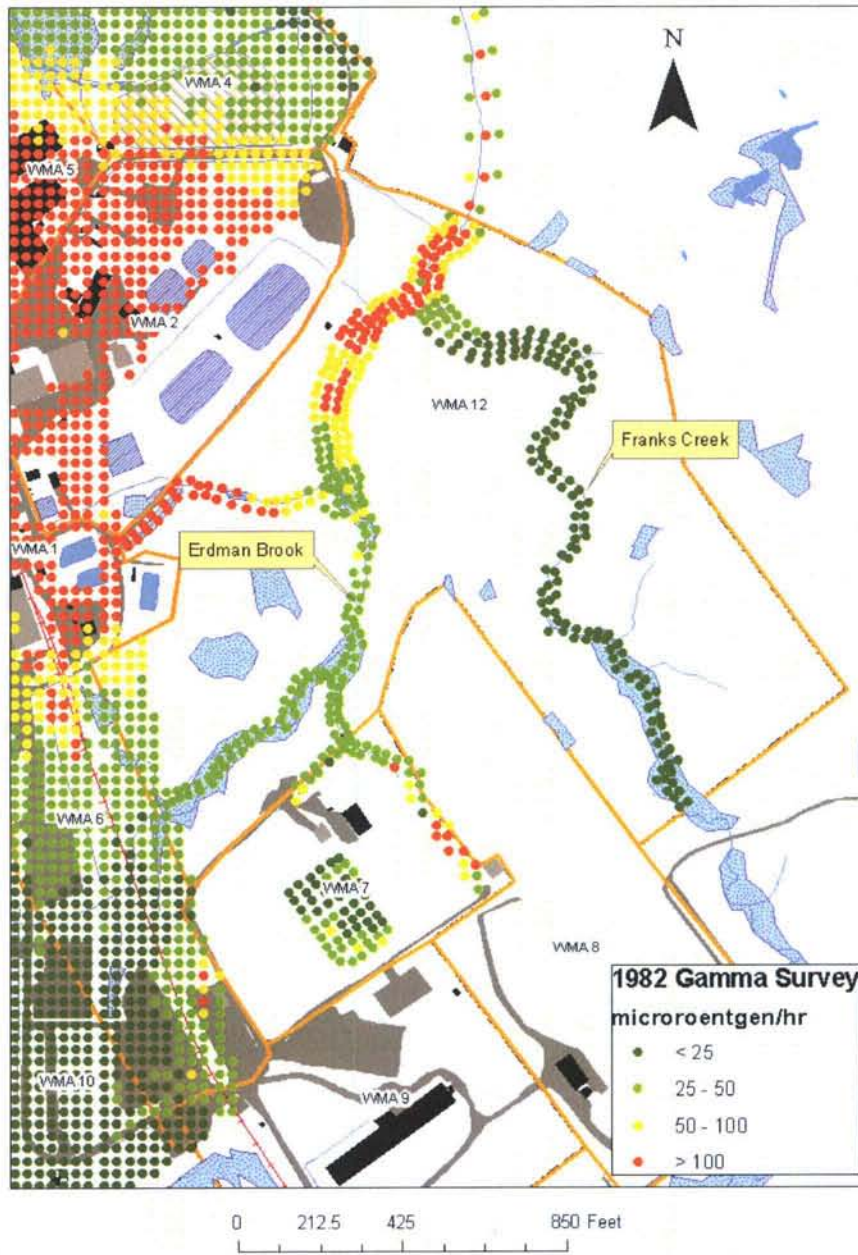 N
WMA 4
WMA 5
WMA 2
WMA 12
Franks Creek
WMA 1
Erdman Brook
WMA 6
WMA 7
WMA 8
1982 Gamma Survey
microroentgen/hr
< 25
25 - 50
50 - 100
> 100
WMA 10
WMA 9
0 212.5 425 850 Feet